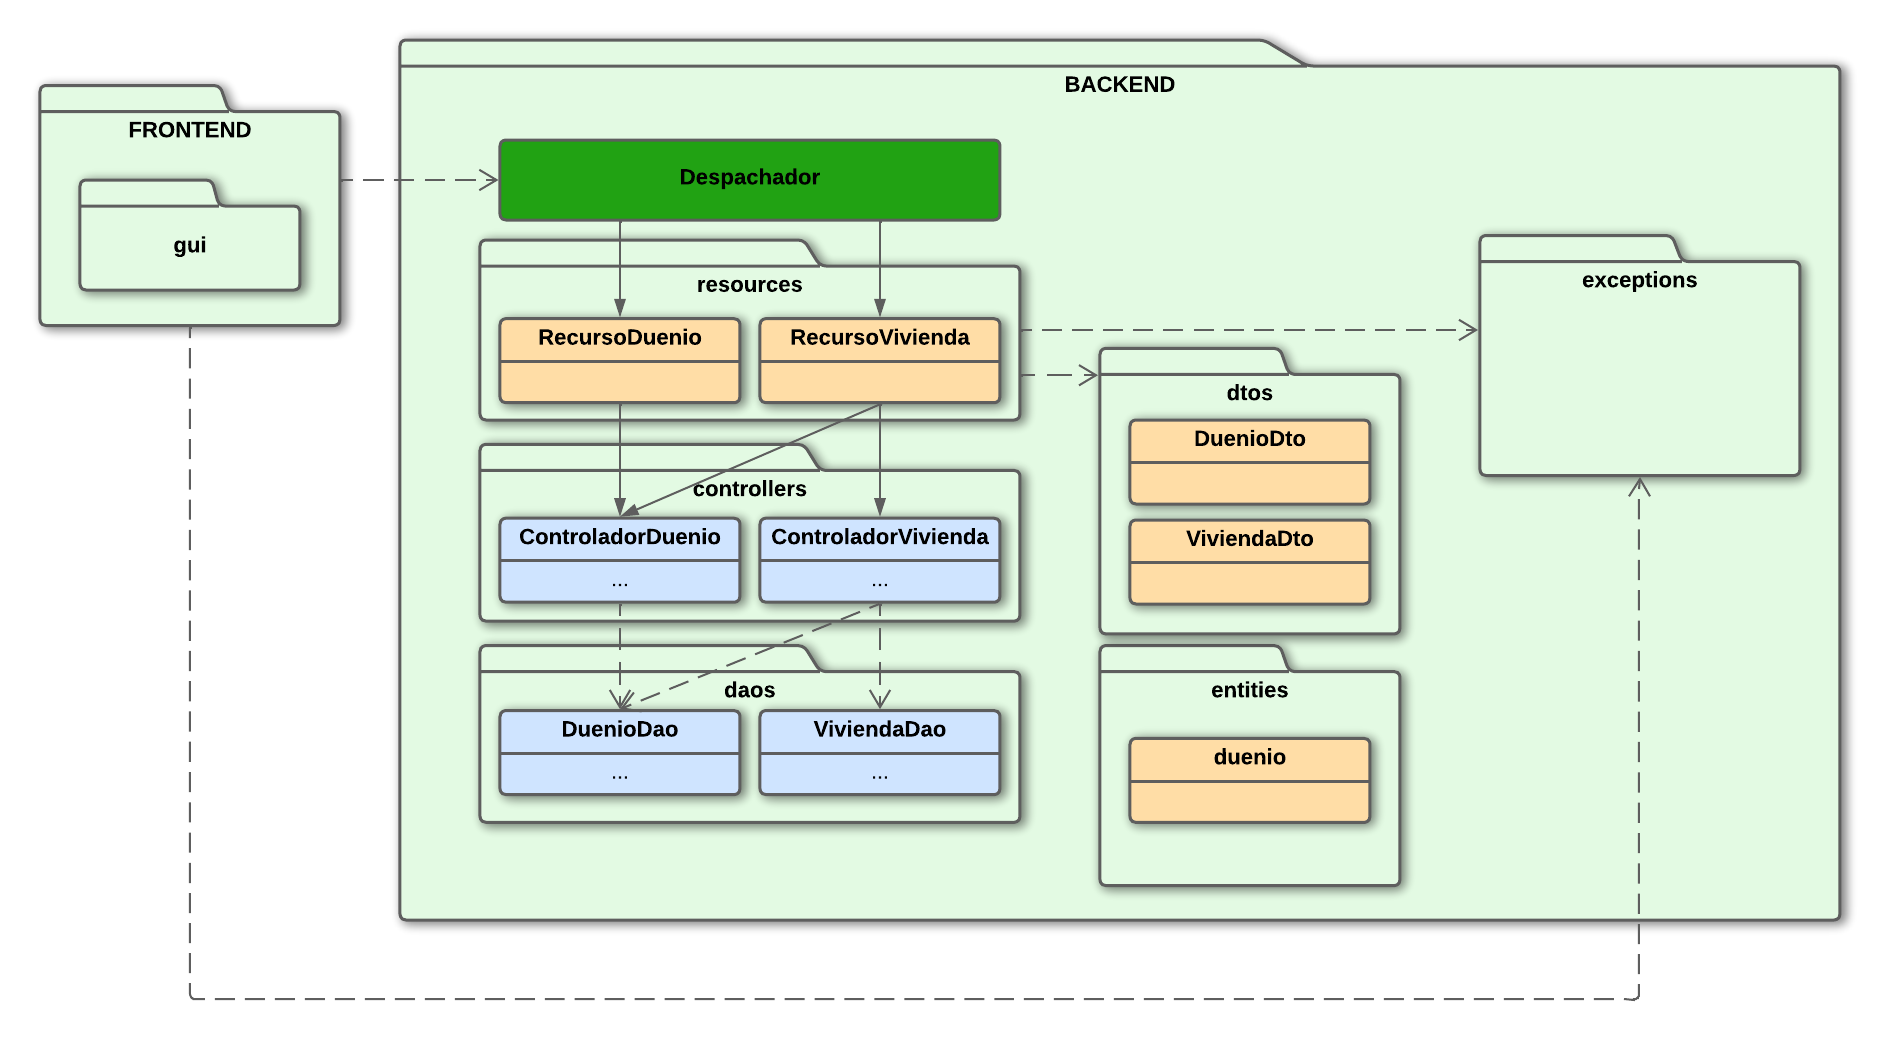 BACKEND
FRONTEND
gui
Despachador
resources
RecursoDuenio
RecursoVivienda
controllers
ControladorDuenio
...
ControladorVivienda
...
daos
DuenioDao
...
ViviendaDao
...
dtos
DuenioDto
ViviendaDto
entities
duenio
exceptions